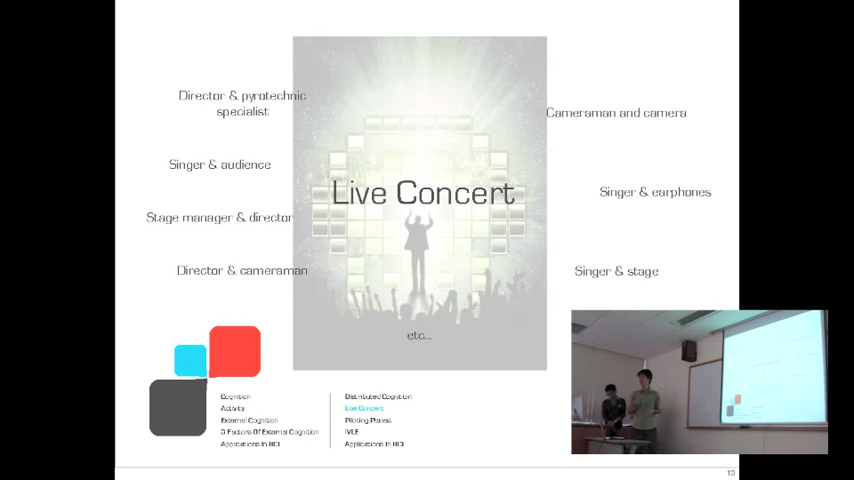 Director & pyrotechnic
specialist
Cameraman and camera
Singer & audience
Live Concert
Singer & earphones
Stage manager & director
Director & cameraman
Singer & stage
etc...
Cognition
Activity
External Cognition
3 Factors Of External Cognition
Applications In HCI
Distributed Cognition
Live Concert
Piloting Planes
IVLE
Applications In HCI
13